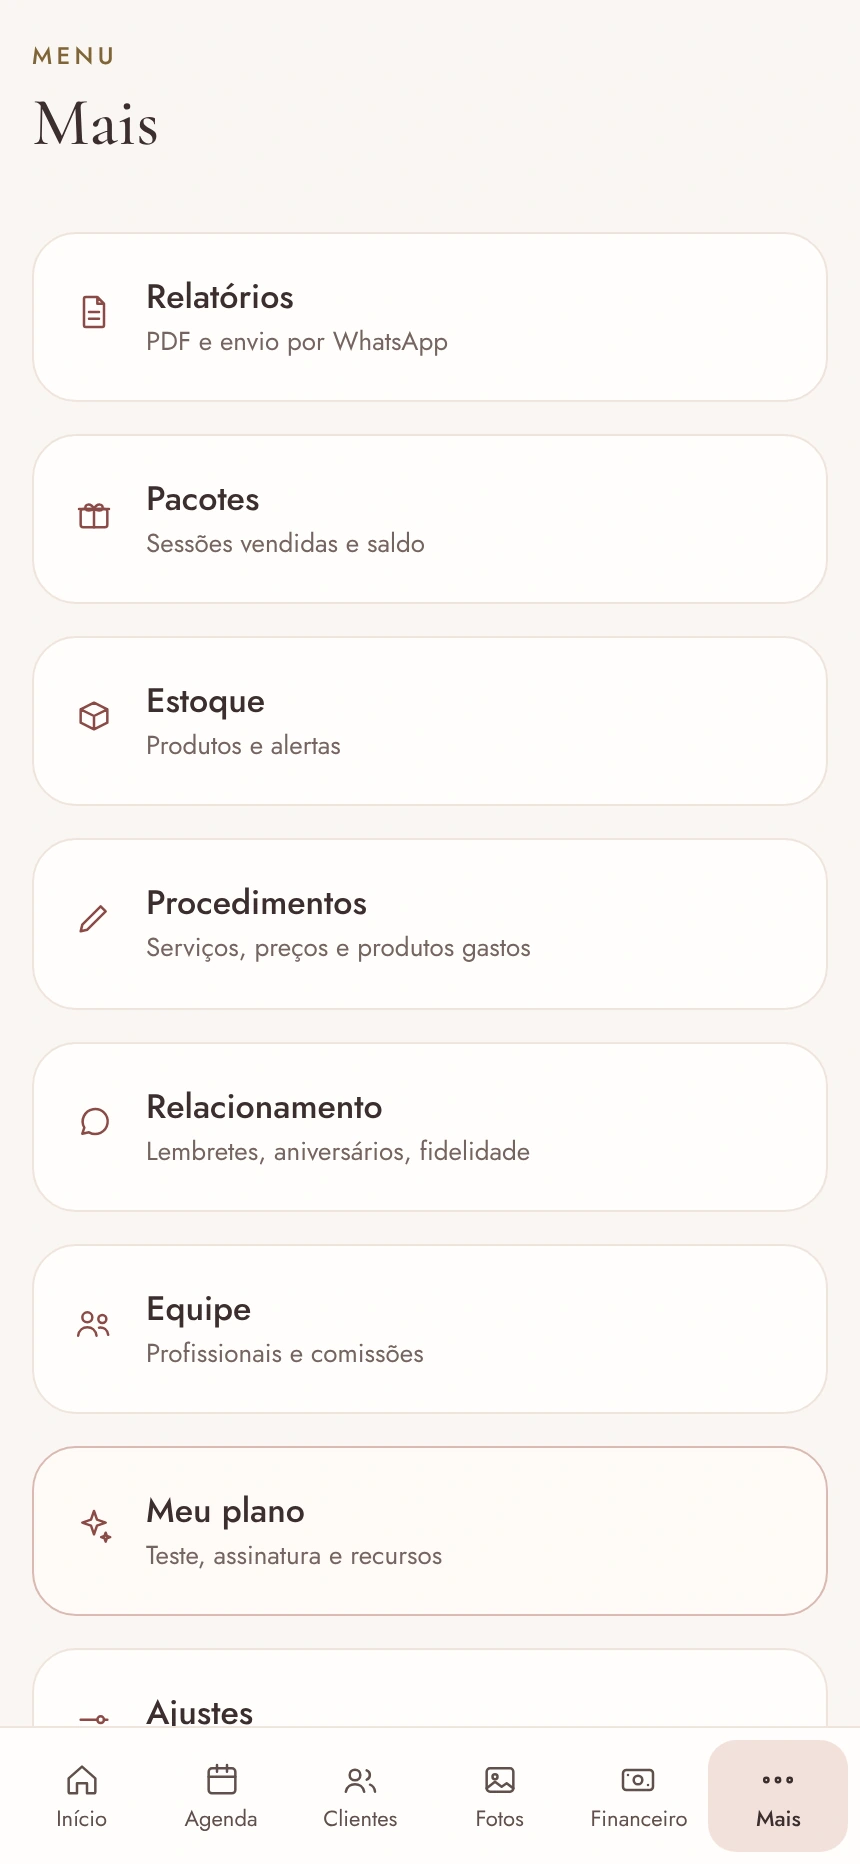 MENU
Mais
Relatórios
PDF e envio por WhatsApp
Pacotes
Sessões vendidas e saldo
Estoque
Produtos e alertas
Procedimentos
Serviços, preços e produtos gastos
Relacionamento
Lembretes, aniversários, fidelidade
Equipe
Profissionais e comissões
Meu plano
Teste, assinatura e recursos
Ajustes
Início
Agenda
Clientes
Fotos
Financeiro
Mais